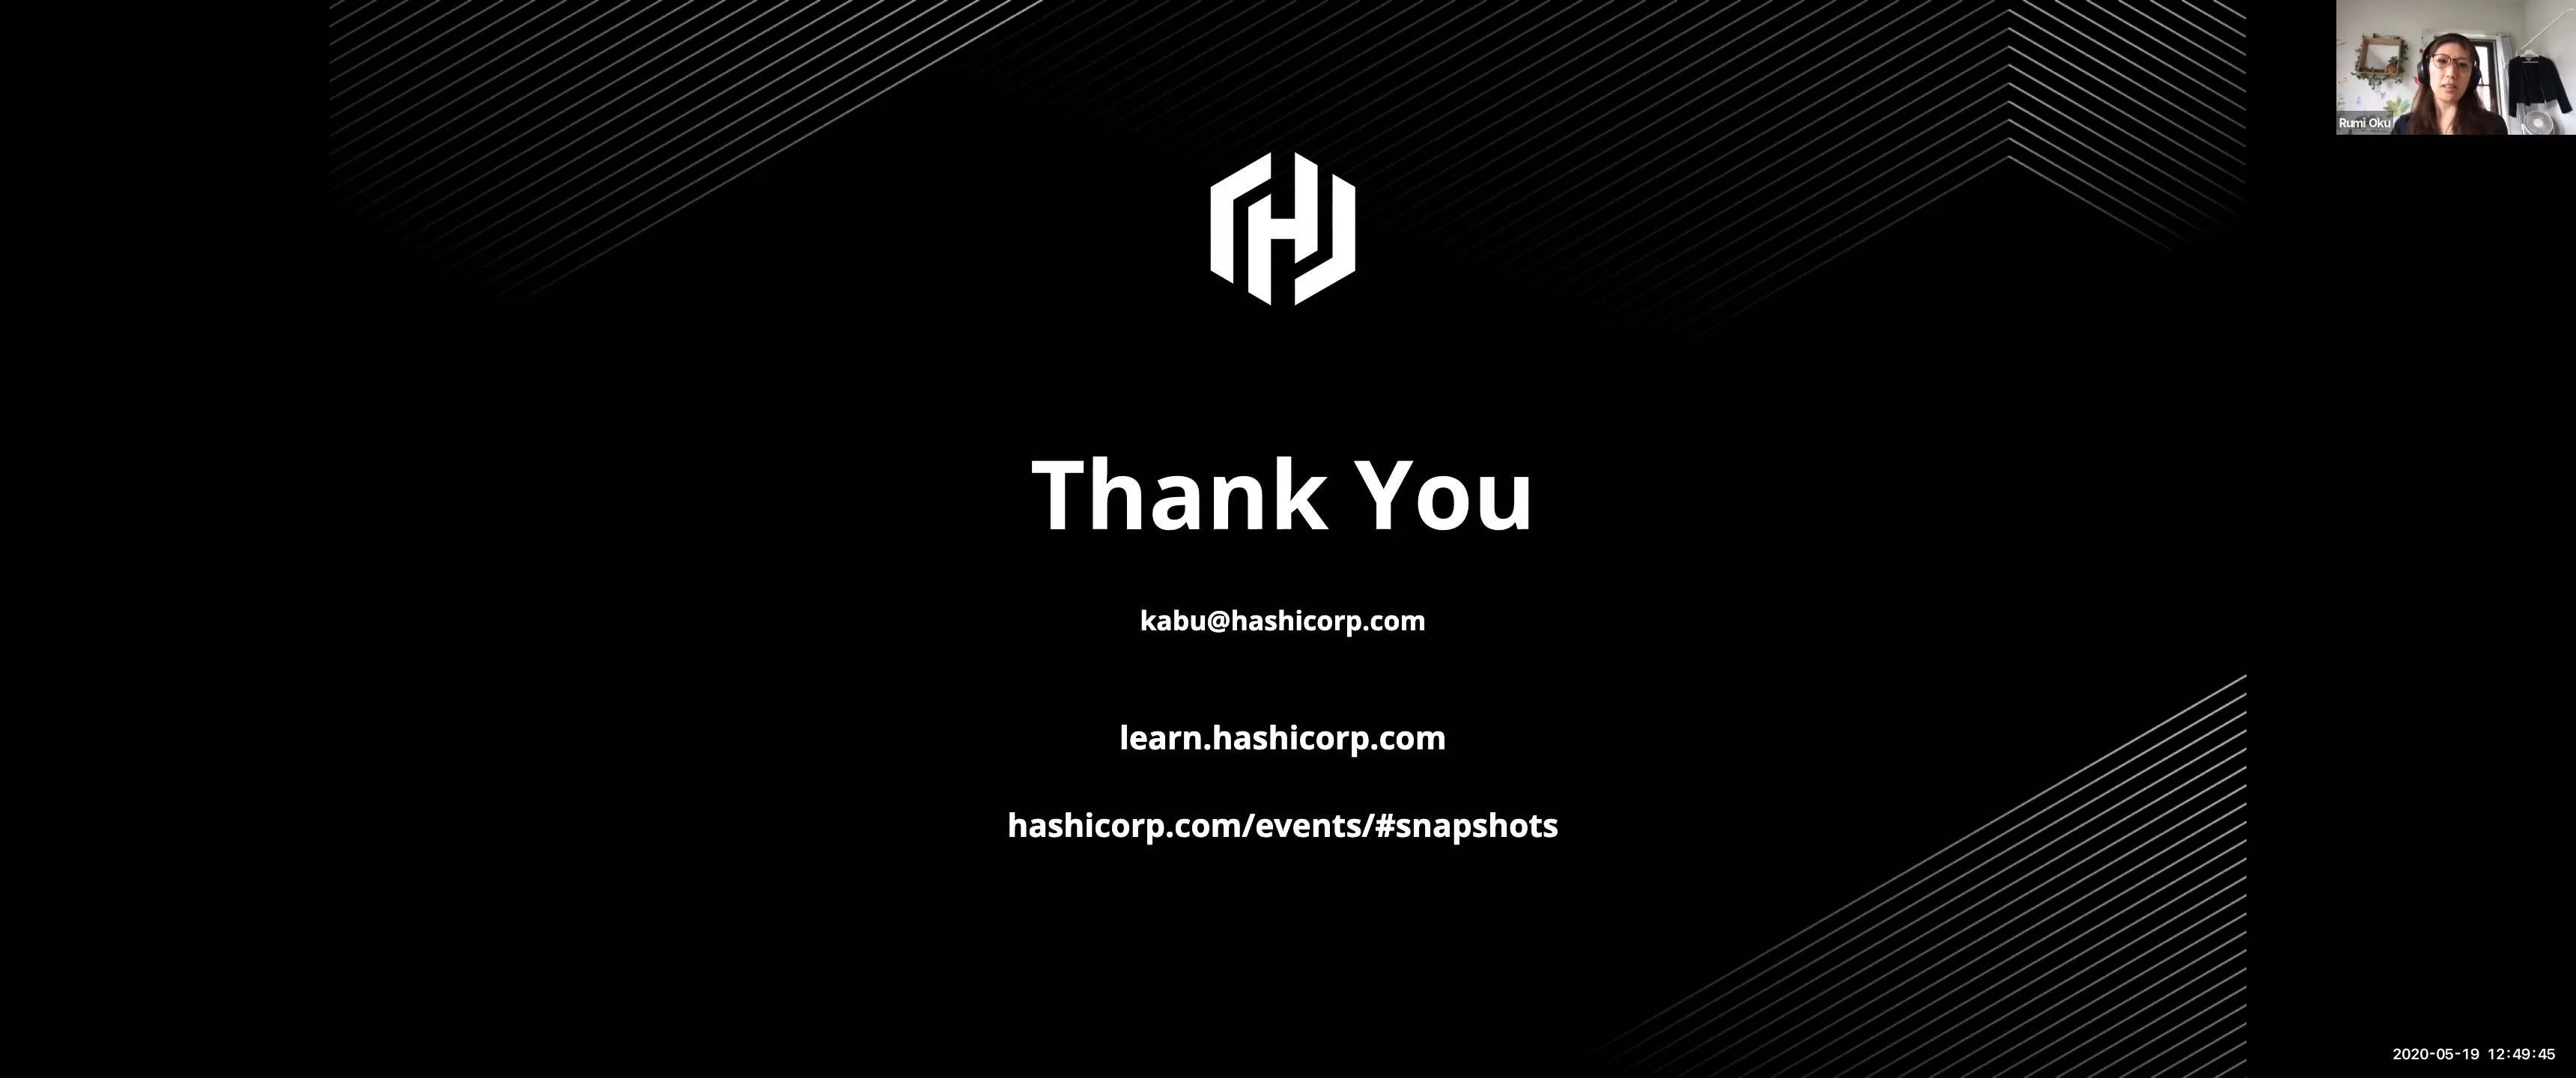 Rumi Oku
Thank You
kabu@hashicorp.com
learn.hashicorp.com
hashicorp.com/events/#snapshots
2020-05-19 12:49:45